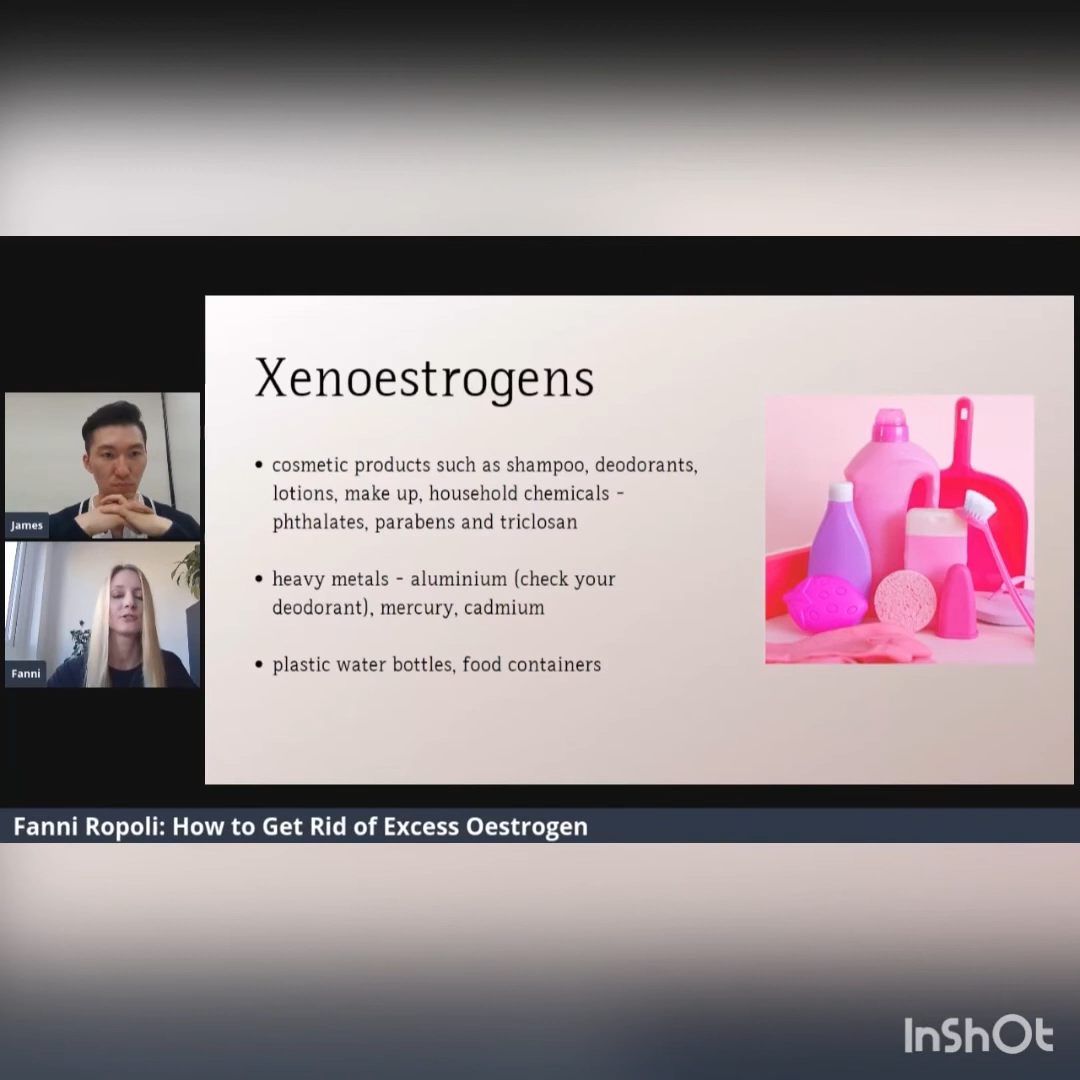 Xenoestrogens
• cosmetic products such as shampoo, deodorants,
lotions, make up, household chemicals -
phthalates, parabens and triclosan
• heavy metals - aluminium (check your
deodorant), mercury, cadmium
• plastic water bottles, food containers
James
Fanni
Fanni Ropoli: How to Get Rid of Excess Oestrogen
InShOt